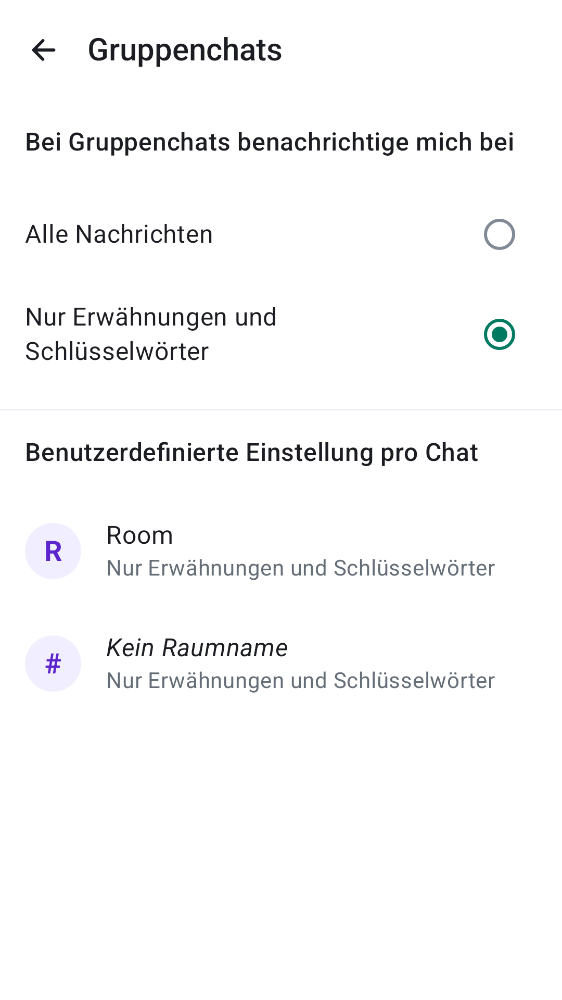 Gruppenchats
Bei Gruppenchats benachrichtige mich bei
Alle Nachrichten
Nur Erwähnungen und
Schlüsselwörter
Benutzerdefinierte Einstellung pro Chat
R
Room
Nur Erwähnungen und Schlüsselwörter
#
Kein Raumname
Nur Erwähnungen und Schlüsselwörter